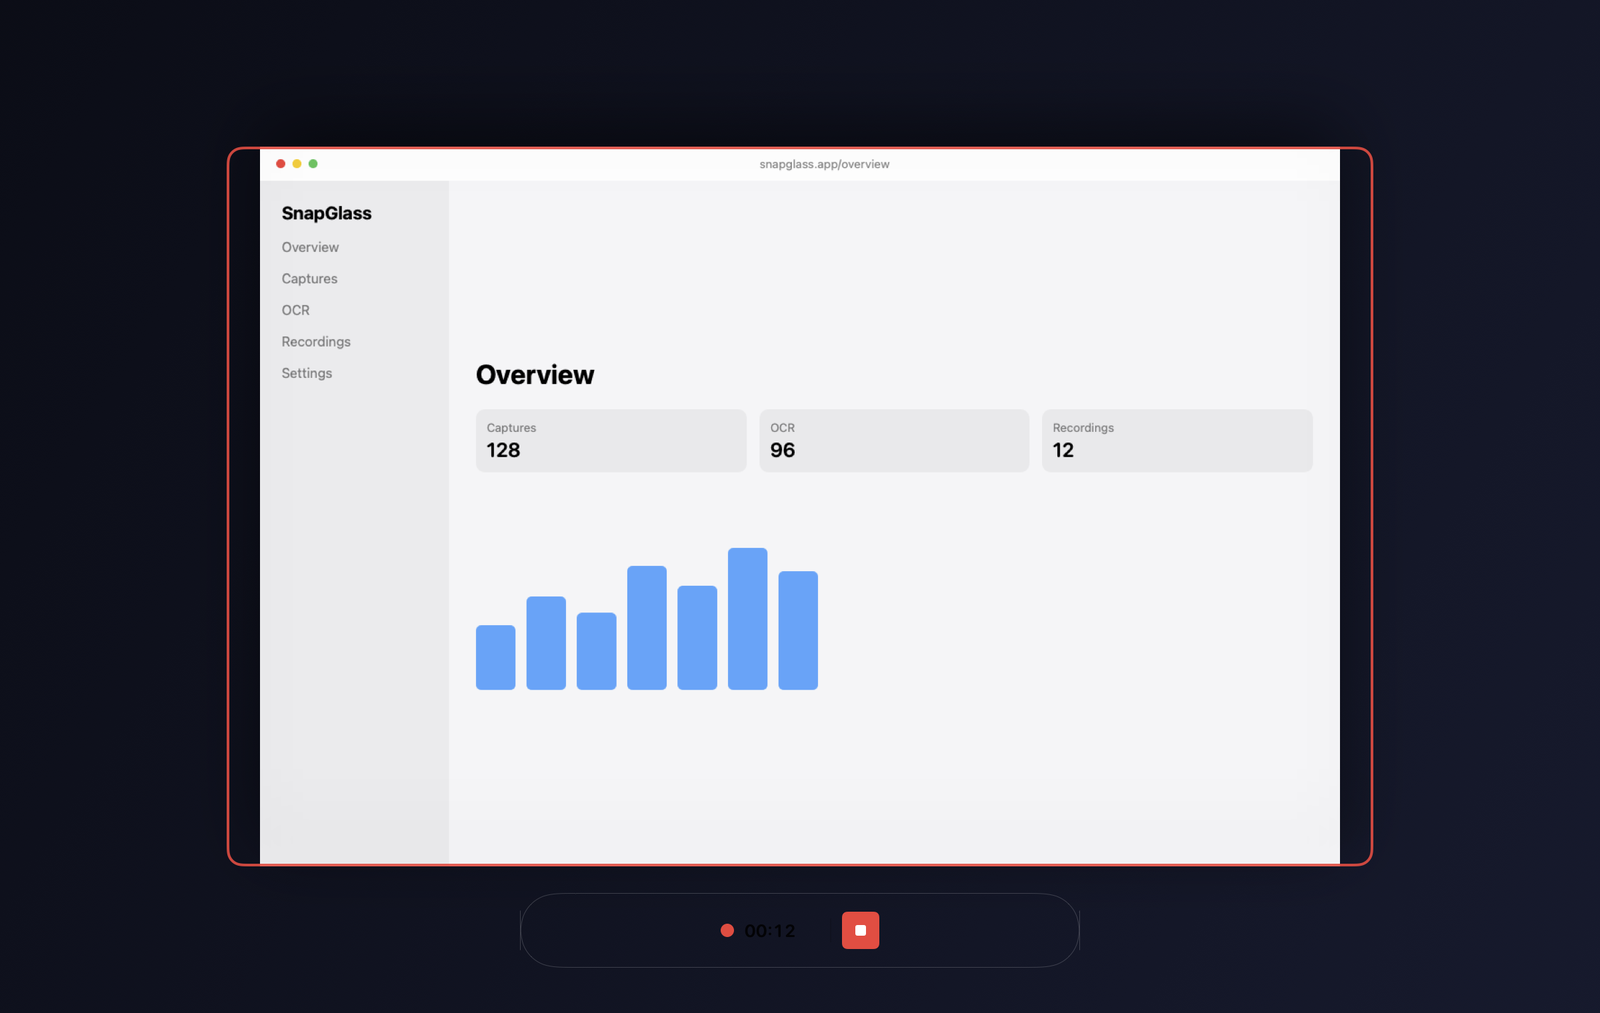 snapglass.app/overview
SnapGlass
Overview
Captures
OCR
Recordings
Settings
Overview
Captures
128
OCR
96
Recordings
12
00:12